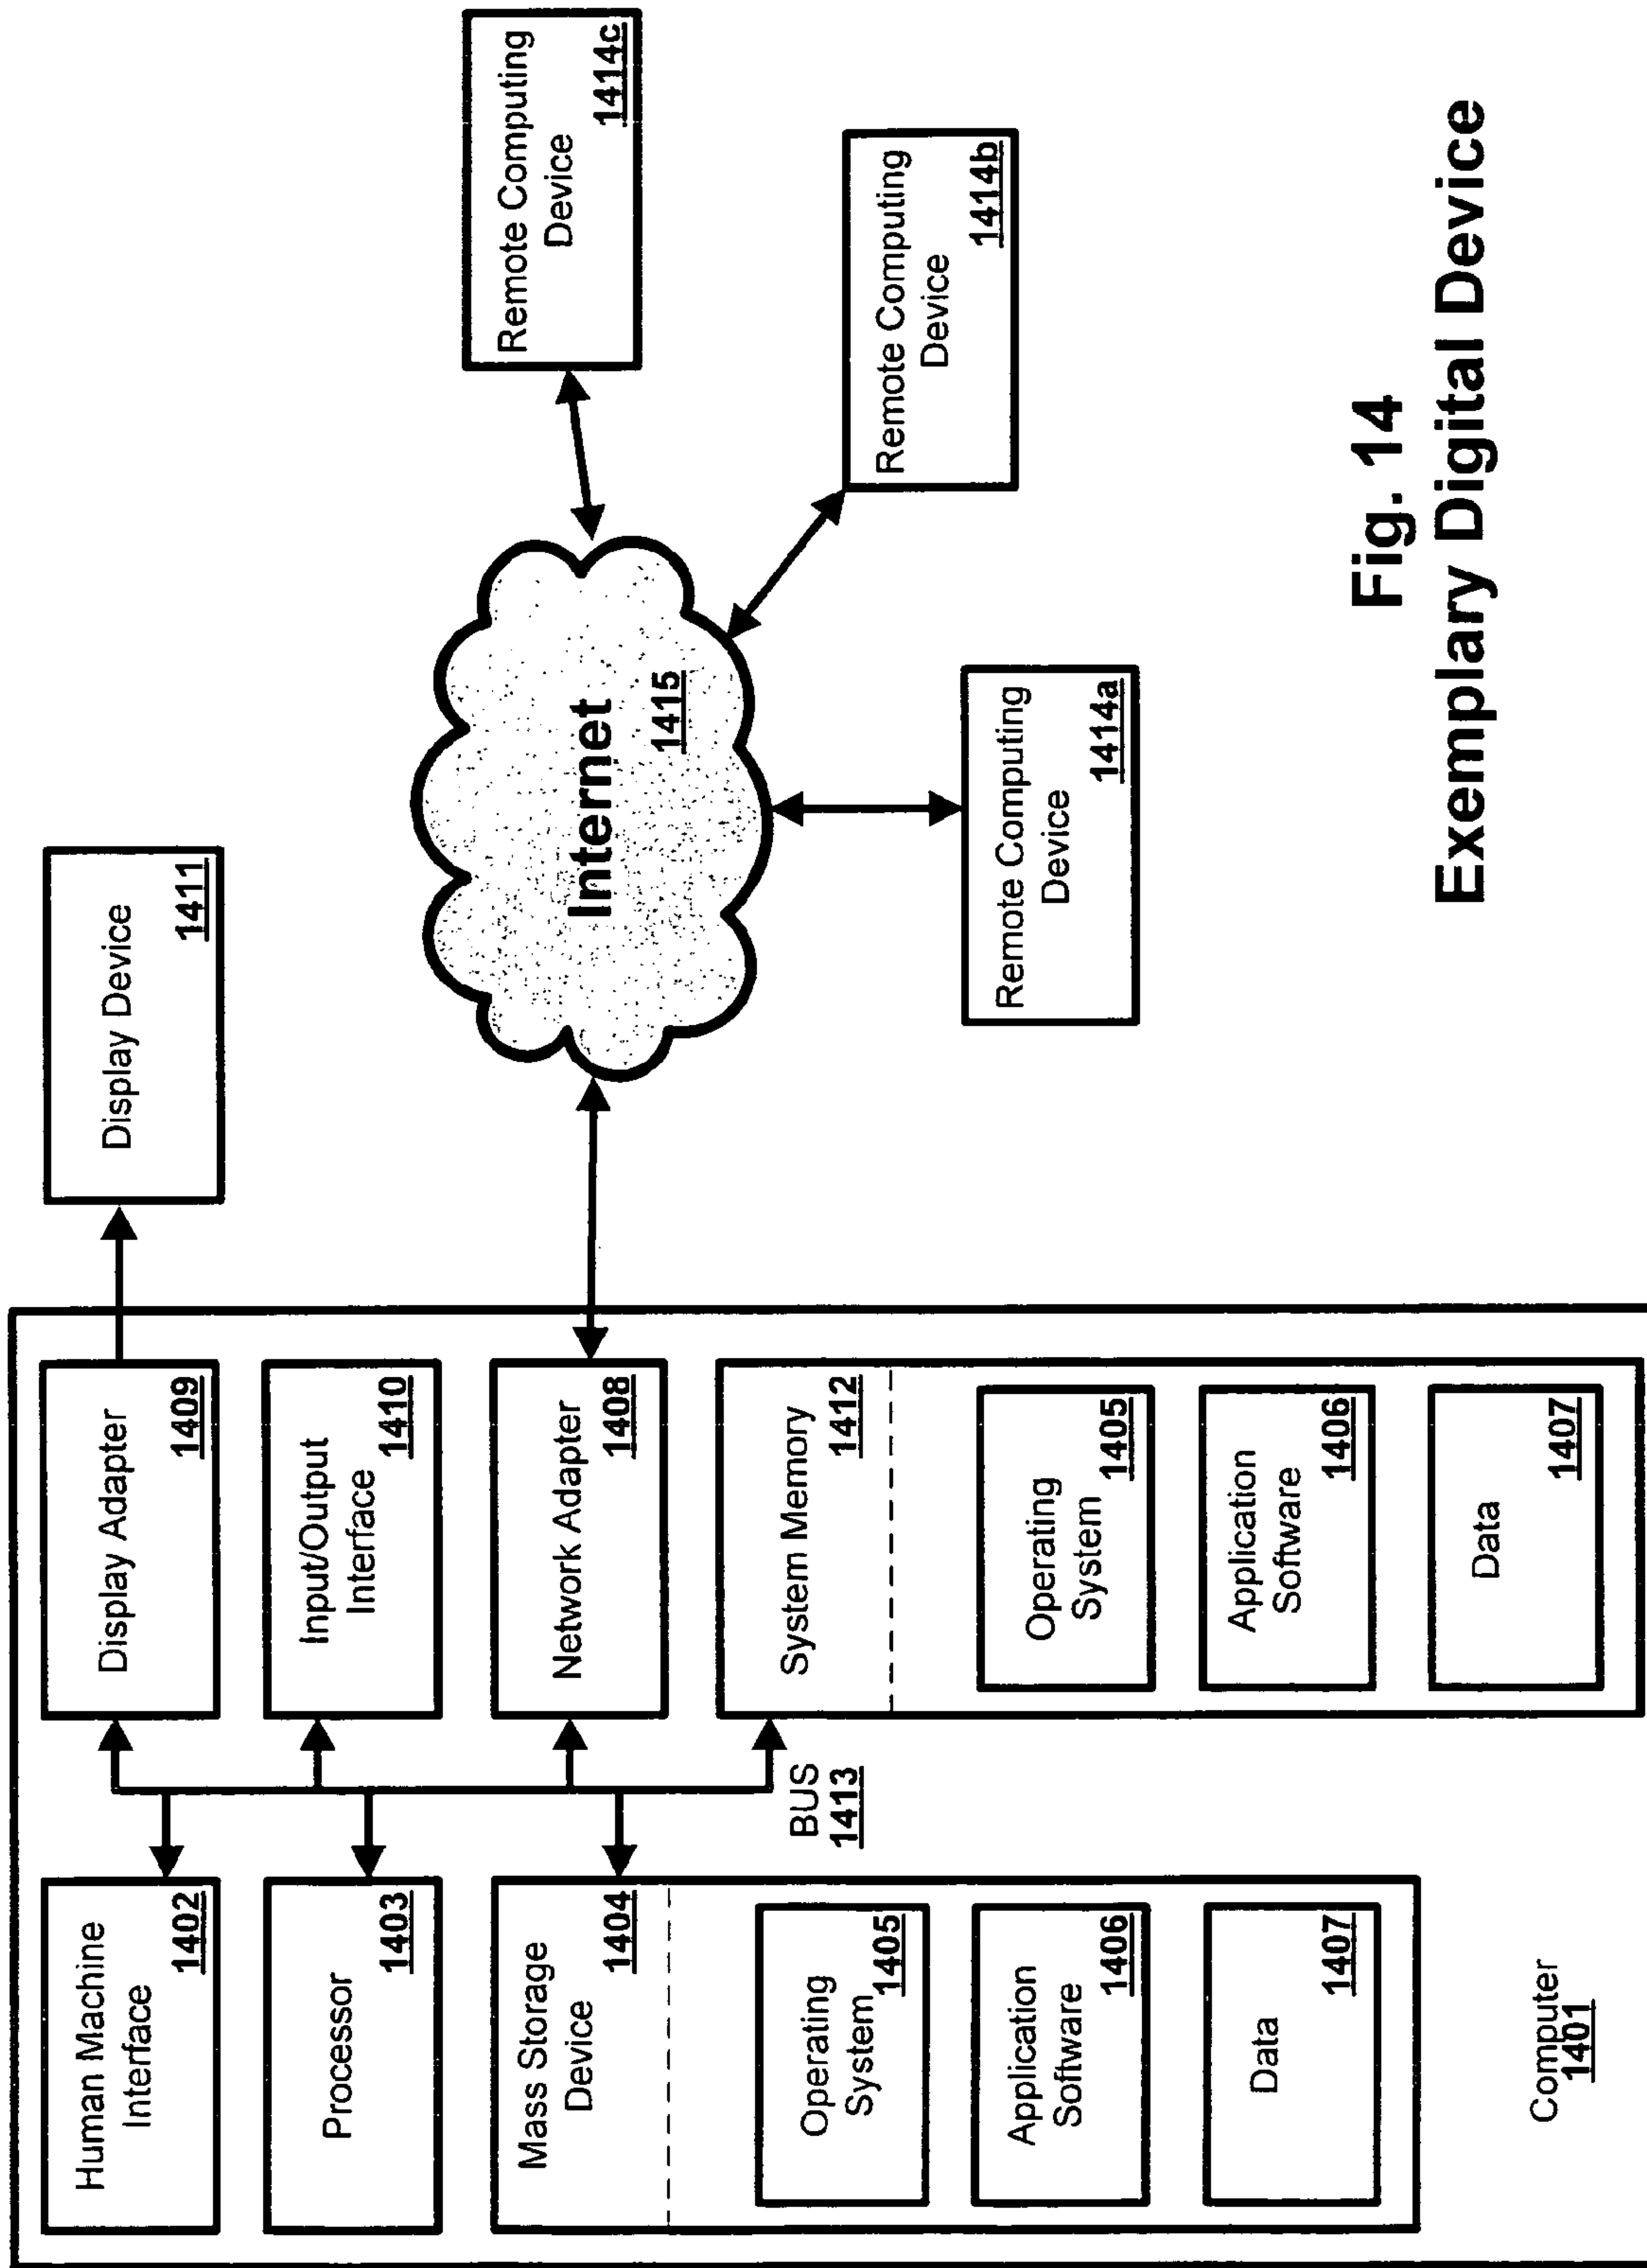 Human Machine
Interface
1402
Processor
1403
Mass Storage
Device
1404
Operating
System
1405
Application
Software
1406
Data
1407
Computer
1401
BUS
1413
Display Adapter
1409
Input/Output
Interface
1410
Network Adapter
1408
System Memory
1412
Operating
System
1405
Application
Software
1406
Data
1407
Display Device
1411
Internet
1415
Remote Computing
Device
1414a
Remote Computing
Device
1414b
Remote Computing
Device
1414c
Fig. 14
Exemplary Digital Device